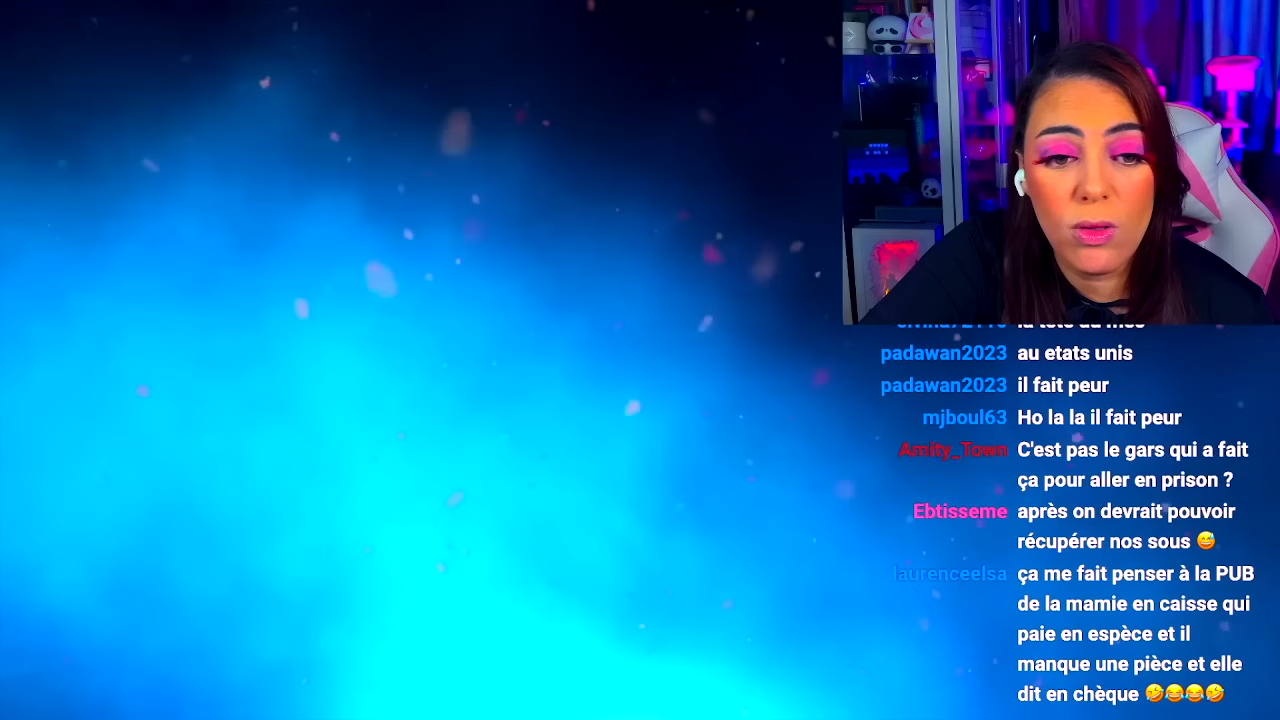 padawan2023 au etats unis
padawan2023 il fait peur
mjboul63 Ho la la il fait peur
Amity_Town C'est pas le gars qui a fait
ça pour aller en prison ?
Ebtisseme après on devrait pouvoir
récupérer nos sous 😅
laurenceelsa ça me fait penser à la PUB
de la mamie en caisse qui
paie en espèce et il
manque une pièce et elle
dit en chèque 🤣😂😂🤣